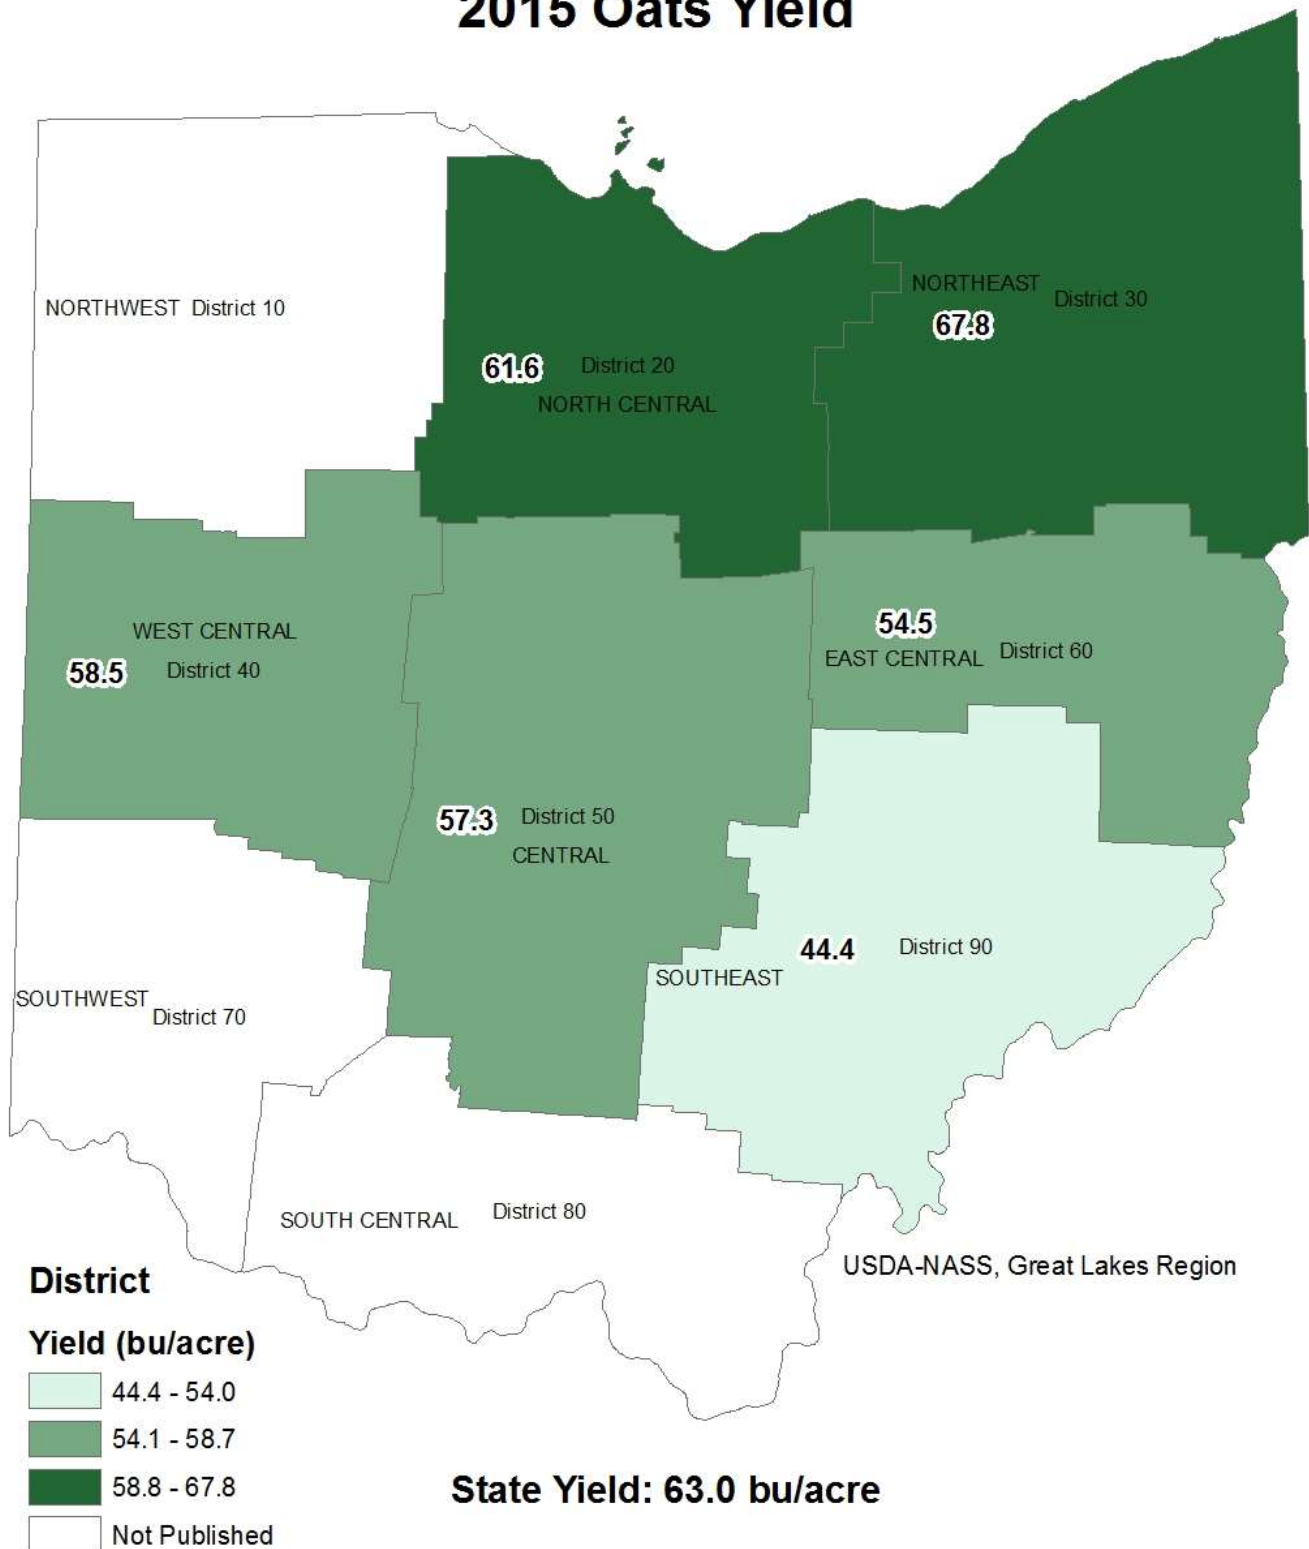 2015 Oats Yield
NORTHWEST District 10
NORTHEAST District 30
67.8
61.6 District 20
NORTH CENTRAL
WEST CENTRAL
58.5 District 40
54.5
EAST CENTRAL District 60
57.3 District 50
CENTRAL
44.4 District 90
SOUTHEAST
SOUTHWEST
District 70
SOUTH CENTRAL District 80
USDA-NASS, Great Lakes Region
District
Yield (bu/acre)
44.4 - 54.0
54.1 - 58.7
58.8 - 67.8
Not Published
State Yield: 63.0 bu/acre